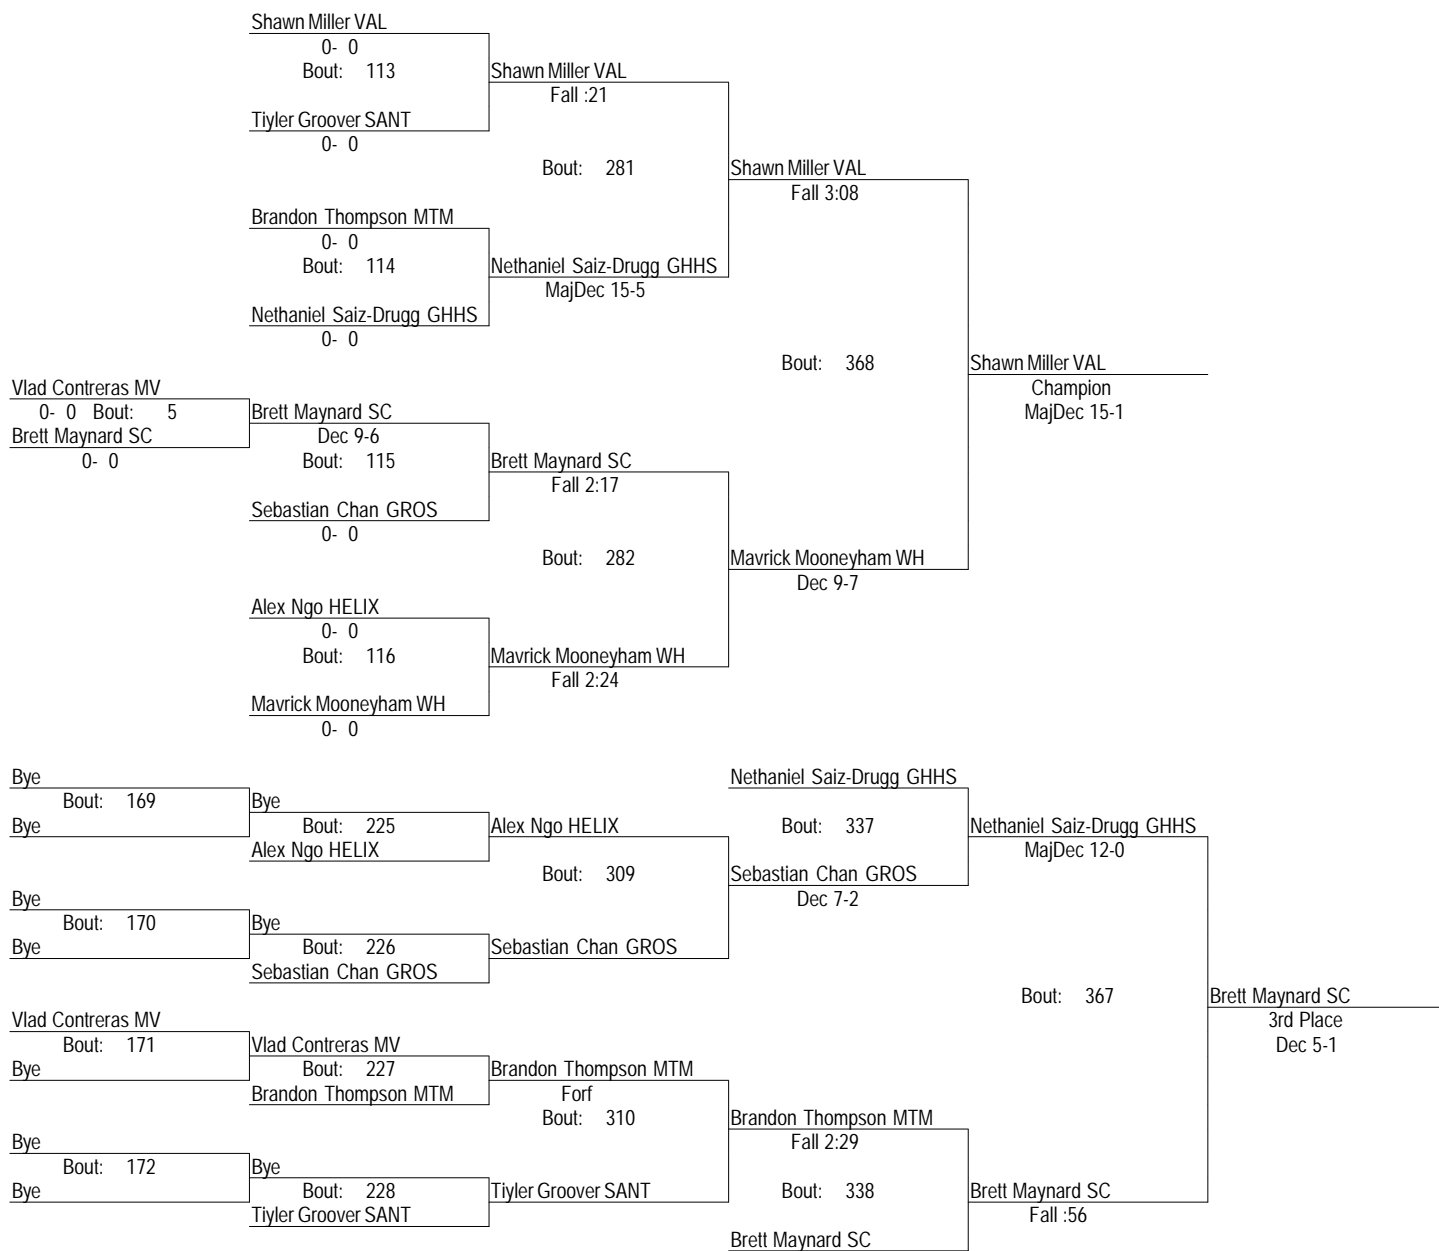 Shawn Miller VAL
0- 0
Bout: 113
Shawn Miller VAL
Fall :21
Tiyler Groover SANT
0- 0
Bout: 281
Shawn Miller VAL
Fall 3:08
Brandon Thompson MTM
0- 0
Bout: 114
Nethaniel Saiz-Drugg GHHS
MajDec 15-5
Nethaniel Saiz-Drugg GHHS
0- 0
Bout: 368
Shawn Miller VAL
Champion
MajDec 15-1
Vlad Contreras MV
0- 0 Bout: 5
Brett Maynard SC
0- 0
Brett Maynard SC
Dec 9-6
Bout: 115
Brett Maynard SC
Fall 2:17
Sebastian Chan GROS
0- 0
Bout: 282
Mavrick Mooneyham WH
Dec 9-7
Alex Ngo HELIX
0- 0
Bout: 116
Mavrick Mooneyham WH
Fall 2:24
Mavrick Mooneyham WH
0- 0
Bye
Bout: 169
Bye
Bye
Bout: 225
Alex Ngo HELIX
Alex Ngo HELIX
Bout: 309
Nethaniel Saiz-Drugg GHHS
Bout: 337
Sebastian Chan GROS
Dec 7-2
Nethaniel Saiz-Drugg GHHS
MajDec 12-0
Bye
Bout: 170
Bye
Bye
Bout: 226
Sebastian Chan GROS
Sebastian Chan GROS
Bout: 367
Brett Maynard SC
3rd Place
Dec 5-1
Vlad Contreras MV
Bout: 171
Bye
Vlad Contreras MV
Bout: 227
Brandon Thompson MTM
Brandon Thompson MTM
Forf
Bout: 310
Brandon Thompson MTM
Fall 2:29
Bye
Bout: 172
Bye
Bye
Bout: 228
Tiyler Groover SANT
Tiyler Groover SANT
Bout: 338
Brett Maynard SC
Fall :56
Brett Maynard SC